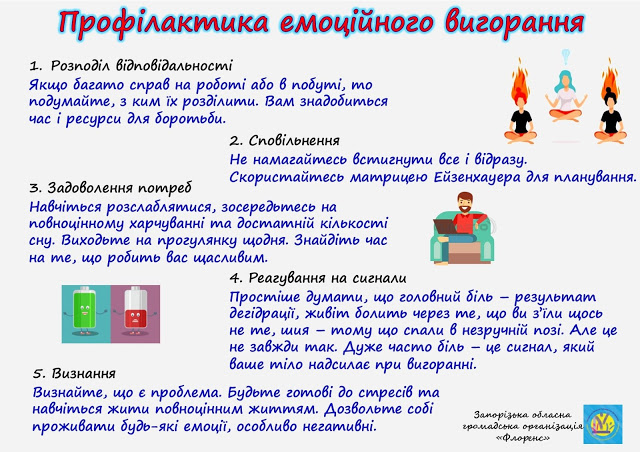 Профілактика емоційного вигорання
1. Розподіл відповідальності
Якщо багато справ на роботі або в побуті, то
подумайте, з ким їх розділити. Вам знадобиться
час і ресурси для боротьби.
2. Сповільнення
Не намагайтесь встигнути все і відразу.
Скористайтесь матрицею Ейзенхауера для планування.
3. Задоволення потреб
Навчіться розслаблятися, зосередьтесь на
повноцінному харчуванні та достатній кількості
сну. Виходьте на прогулянку щодня. Знайдіть час
на те, що робить вас щасливим.
4. Реагування на сигнали
Простіше думати, що головний біль – результат
дегідрації, живіт болить через те, що ви з'їли щось
не те, шия – тому що спали в незручній позі. Але це
не завжди так. Дуже часто біль – це сигнал, який
ваше тіло надсилає при вигоранні.
5. Визнання
Визнайте, що є проблема. Будьте готові до стресів та
навчіться жити повноцінним життям. Дозвольте собі
проживати будь-які емоції, особливо негативні.
Запорізька обласна
громадська організація
«Флоренс»